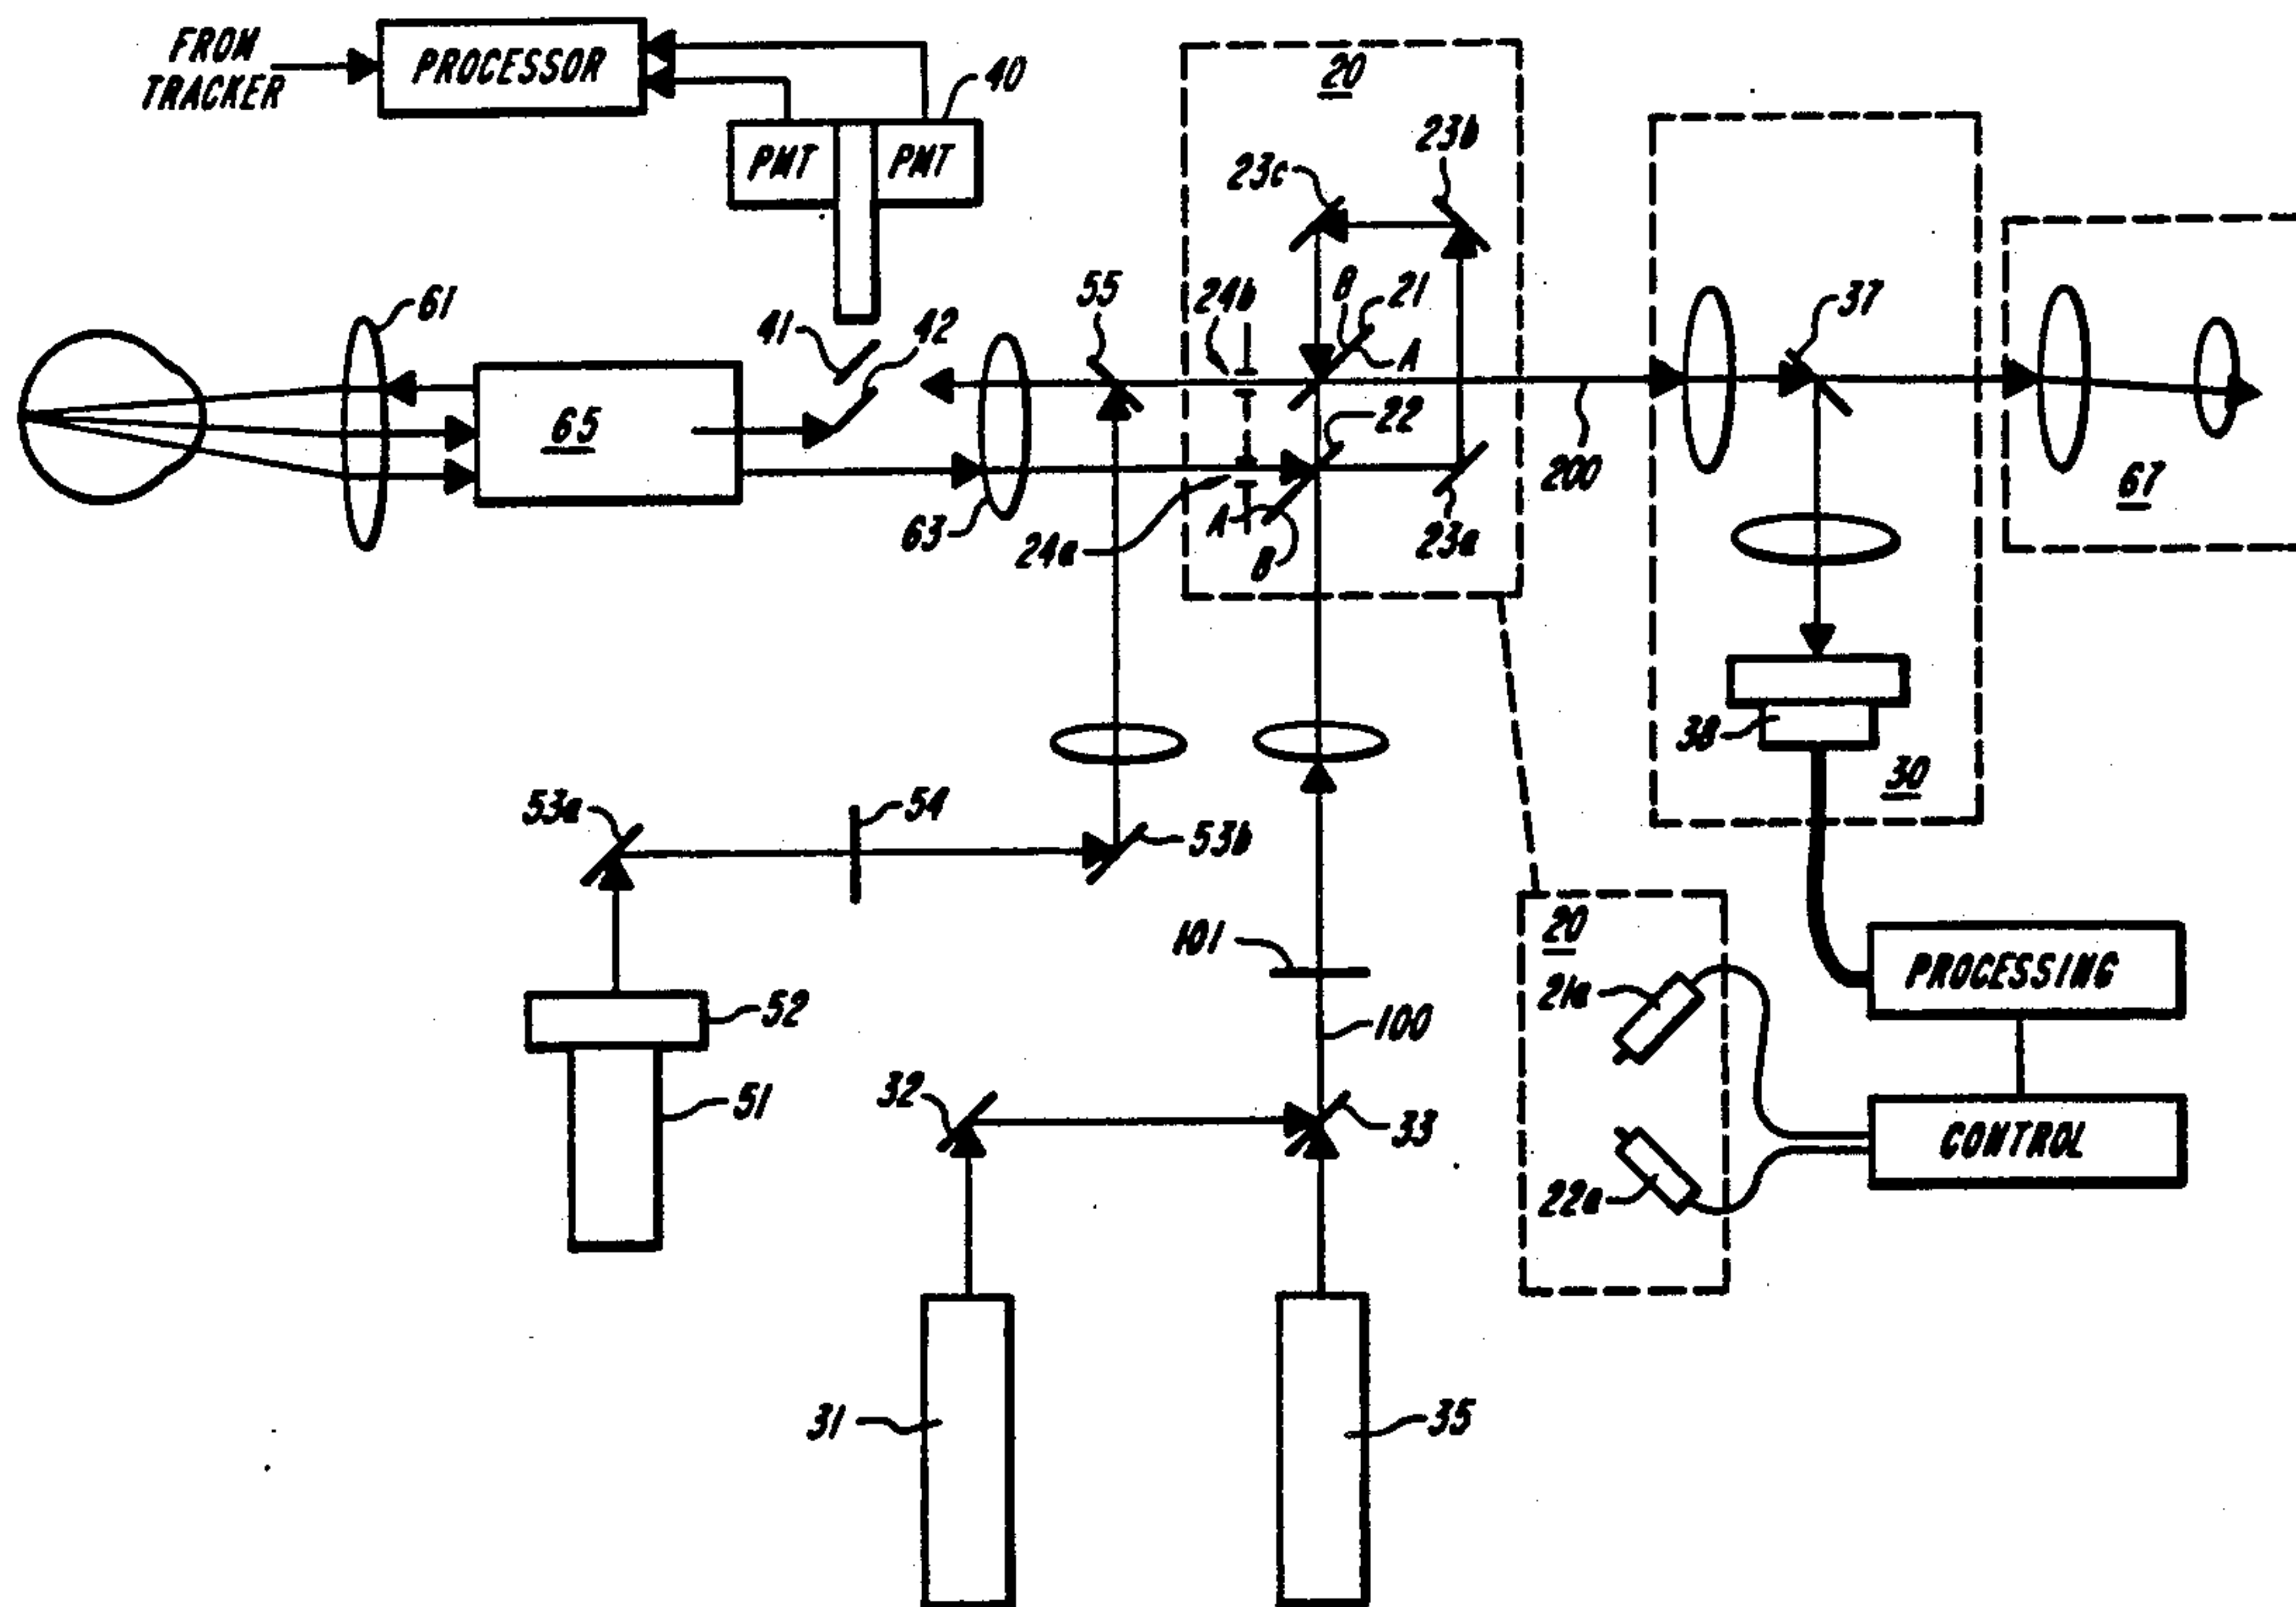 FROM
TRACKER
PROCESSOR
40
PMT
PMT
20
23b
23c
61
41
42
55
24b
B
21
A
37
65
22
200
67
63
24a
A
B
23a
38
30
53a
54
53b
101
20
PROCESSING
21a
52
100
51
32
33
CONTROL
22a
31
35